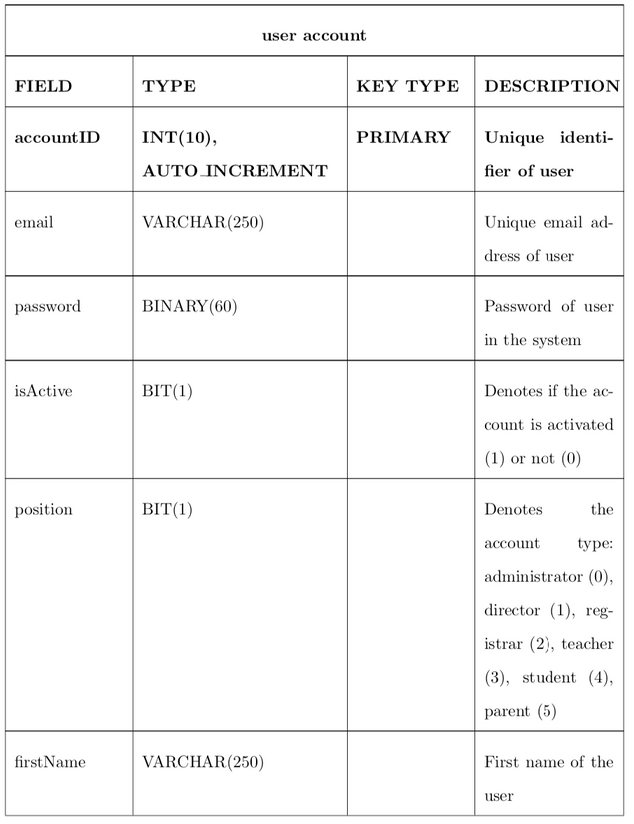 user account
FIELD TYPE KEY TYPE DESCRIPTION
accountID INT(10), PRIMARY Unique identi-
AUTO_INCREMENT fier of user
email VARCHAR(250) Unique email ad-
dress of user
password BINARY(60) Password of user
in the system
isActive BIT(1) Denotes if the ac-
count is activated
(1) or not (0)
position BIT(1) Denotes the
account type:
administrator (0),
director (1), reg-
istrar (2), teacher
(3), student (4),
parent (5)
firstName VARCHAR(250) First name of the
user